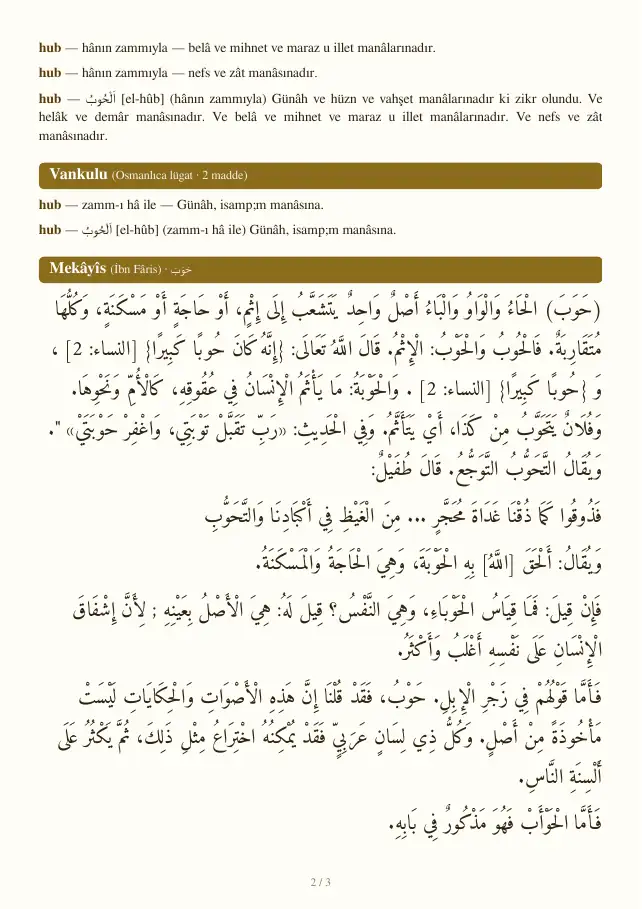 hub — hânın zammıyla — belâ ve mihnet ve maraz u illet manâlarınadır.
hub — hânın zammıyla — nefs ve zât manâsınadır.
hub — اَلْحُوبُ [el-hûb] (hânın zammıyla) Günâh ve hüzn ve vahşet manâlarınadır ki zikr olundu. Ve
helâk ve demâr manâsınadır. Ve belâ ve mihnet ve maraz u illet manâlarınadır. Ve nefs ve zât
manâsınadır.
Vankulu (Osmanlıca lügat · 2 madde)
hub — zamm-ı hâ ile — Günâh, isamp;m manâsına.
hub — اَلْحُوبُ [el-hûb] (zamm-ı hâ ile) Günâh, isamp;m manâsına.
Mekâyîs (İbn Fâris) · حَوَبَ
(حَوَبَ) الْحَاءُ وَالْوَاوُ وَالْبَاءُ أَصْلٌ وَاحِدٌ يَتَشَعَّبُ إِلَى إِثْمٍ، أَوْ حَاجَةٍ أَوْ مَسْكَنَةٍ، وَكُلُّهَا
مُتَقَارِبَةٌ. فَالْحُوبُ وَالْحَوْبُ: الْإِثْمُ. قَالَ اللَّهُ تَعَالَى: {إِنَّهُ كَانَ حُوبًا كَبِيرًا} [النساء: 2] ،
وَ {حُوبًا كَبِيرًا} [النساء: 2] . وَالْحَوْبَةُ: مَا يَأْثَمُ الْإِنْسَانُ فِي عُقُوقِهِ، كَالْأُمِّ وَنَحْوِهَا.
وَفُلَانٌ يَتَحَوَّبُ مِنْ كَذَا، أَيْ يَتَأَثَّمُ. وَفِي الْحَدِيثِ: «رَبِّ تَقَبَّلْ تَوْبَتِي، وَاغْفِرْ حَوْبَتَيْ» ".
وَيُقَالُ التَّحَوُّبُ التَّوَجُّعُ. قَالَ طُفَيْلٌ:
فَذُوقُوا كَمَا ذُقْنَا غَدَاةَ مُحَجَّرٍ ... مِنَ الْغَيْظِ فِي أَكْبَادِنَا وَالتَّحَوُّبِ
وَيُقَالُ: أَلْحَقَ [اللَّهُ] بِهِ الْحَوْبَةَ، وَهِيَ الْحَاجَةُ وَالْمَسْكَنَةُ.
فَإِنْ قِيلَ: فَمَا قِيَاسُ الْحَوْبَاءِ، وَهِيَ النَّفْسُ؟ قِيلَ لَهُ: هِيَ الْأَصْلُ بِعَيْنِهِ ; لِأَنَّ إِشْفَاقَ
الْإِنْسَانِ عَلَى نَفْسِهِ أَغْلَبُ وَأَكْثَرُ.
فَأَمَّا قَوْلُهُمْ فِي زَجْرِ الْإِبِلِ. حَوْبُ، فَقَدْ قُلْنَا إِنَّ هَذِهِ الْأَصْوَاتِ وَالْحِكَايَاتِ لَيْسَتْ
مَأْخُوذَةً مِنْ أَصْلٍ. وَكُلُّ ذِي لِسَانٍ عَرَبِيٍّ فَقَدْ يُمْكِنُهُ اخْتِرَاعُ مِثْلِ ذَلِكَ، ثُمَّ يَكْثُرُ عَلَى
أَلْسِنَةِ النَّاسِ.
فَأَمَّا الْحَوْأَبْ فَهُوَ مَذْكُورٌ فِي بَابِهِ.
2 / 3